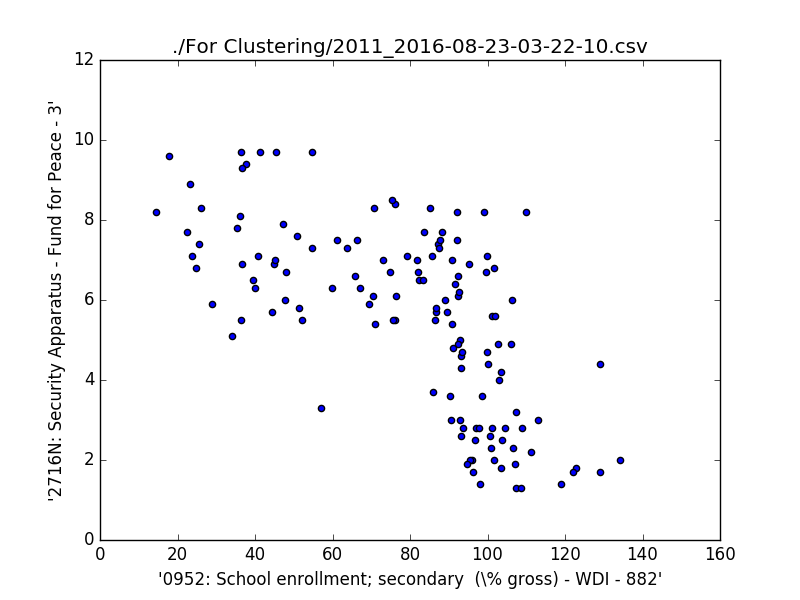 ./For Clustering/2011_2016-08-23-03-22-10.csv
12
10
8
6
4
2
0
'2716N: Security Apparatus - Fund for Peace - 3'
0 20 40 60 80 100 120 140 160
'0952: School enrollment; secondary  (\% gross) - WDI - 882'